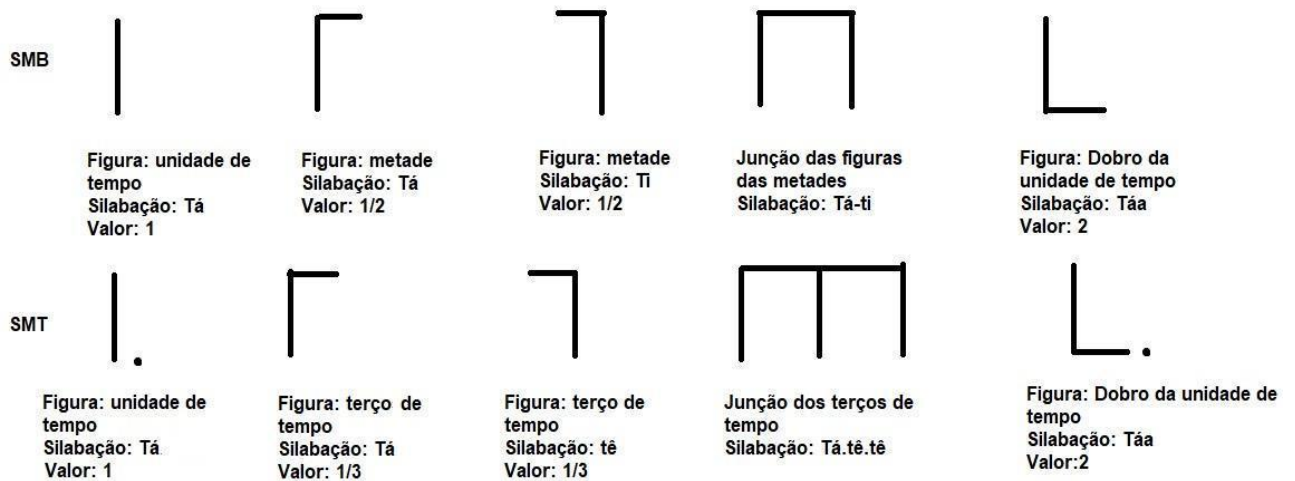 SMB
Figura: unidade de
tempo
Silabação: Tá
Valor: 1
Figura: metade
Silabação: Tá
Valor: 1/2
Figura: metade
Silabação: Ti
Valor: 1/2
Junção das figuras
das metades
Silabação: Tá-ti
Figura: Dobro da
unidade de tempo
Silabação: Táa
Valor: 2
SMT
Figura: unidade de
tempo
Silabação: Tá
Valor: 1
Figura: terço de
tempo
Silabação: Tá
Valor: 1/3
Figura: terço de
tempo
Silabação: tê
Valor: 1/3
Junção dos terços de
tempo
Silabação: Tá.tê.tê
Figura: Dobro da unidade de
tempo
Silabação: Táa
Valor:2